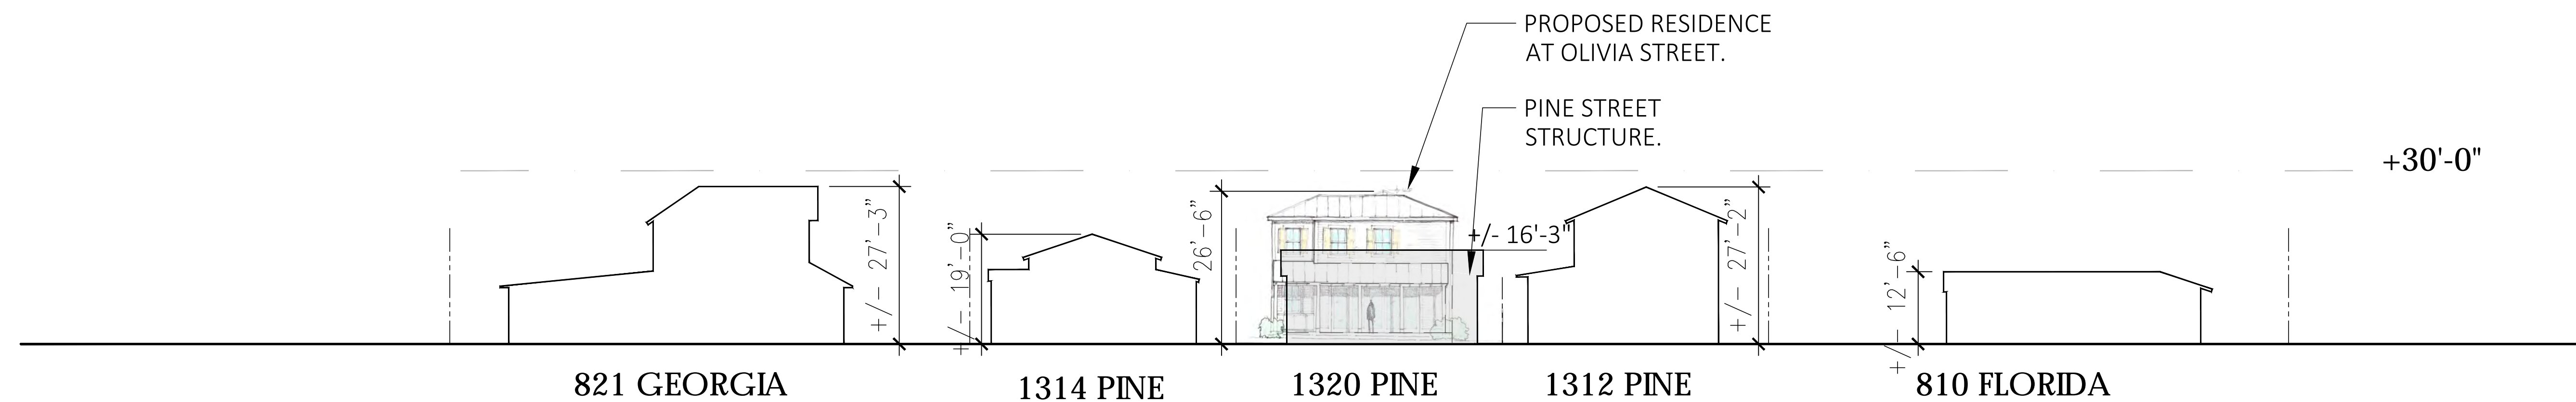 PROPOSED RESIDENCE
AT OLIVIA STREET.
PINE STREET
STRUCTURE.
+30'-0"
+/- 27'-3"
+/- 19'-0"
26'-6"
+/- 16'-3"
+/- 27'-2"
+/- 12'-6"
821 GEORGIA
1314 PINE
1320 PINE
1312 PINE
810 FLORIDA